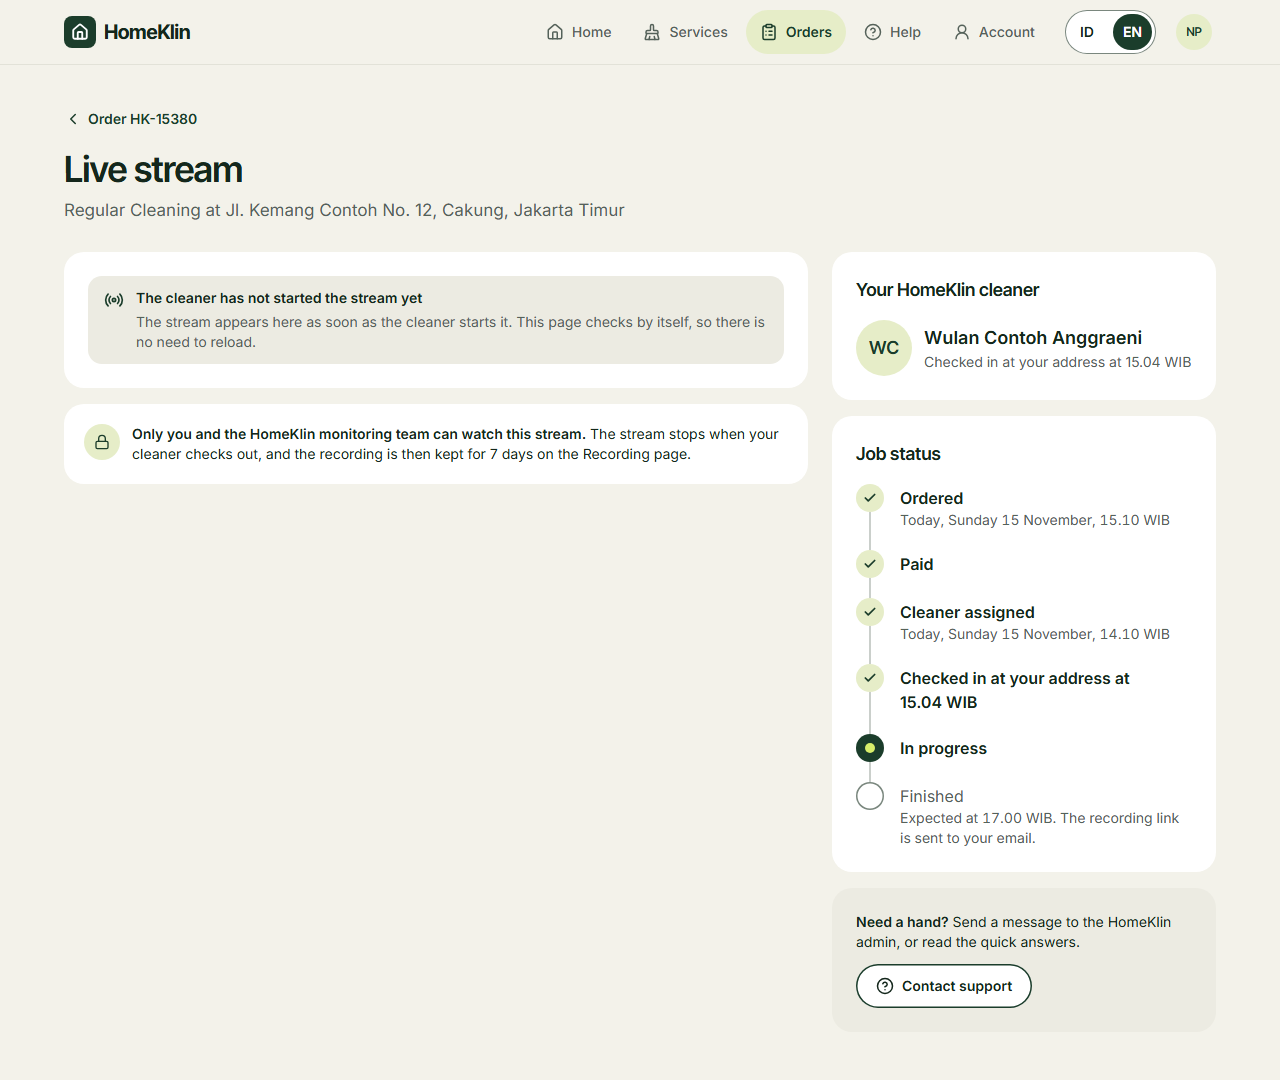 HomeKlin
Home
Services
Orders
Help
Account
ID
EN
NP
Order HK-15380
Live stream
Regular Cleaning at Jl. Kemang Contoh No. 12, Cakung, Jakarta Timur
The cleaner has not started the stream yet
The stream appears here as soon as the cleaner starts it. This page checks by itself, so there is
no need to reload.
Only you and the HomeKlin monitoring team can watch this stream. The stream stops when your
cleaner checks out, and the recording is then kept for 7 days on the Recording page.
Your HomeKlin cleaner
WC
Wulan Contoh Anggraeni
Checked in at your address at 15.04 WIB
Job status
Ordered
Today, Sunday 15 November, 15.10 WIB
Paid
Cleaner assigned
Today, Sunday 15 November, 14.10 WIB
Checked in at your address at
15.04 WIB
In progress
Finished
Expected at 17.00 WIB. The recording link
is sent to your email.
Need a hand? Send a message to the HomeKlin
admin, or read the quick answers.
Contact support